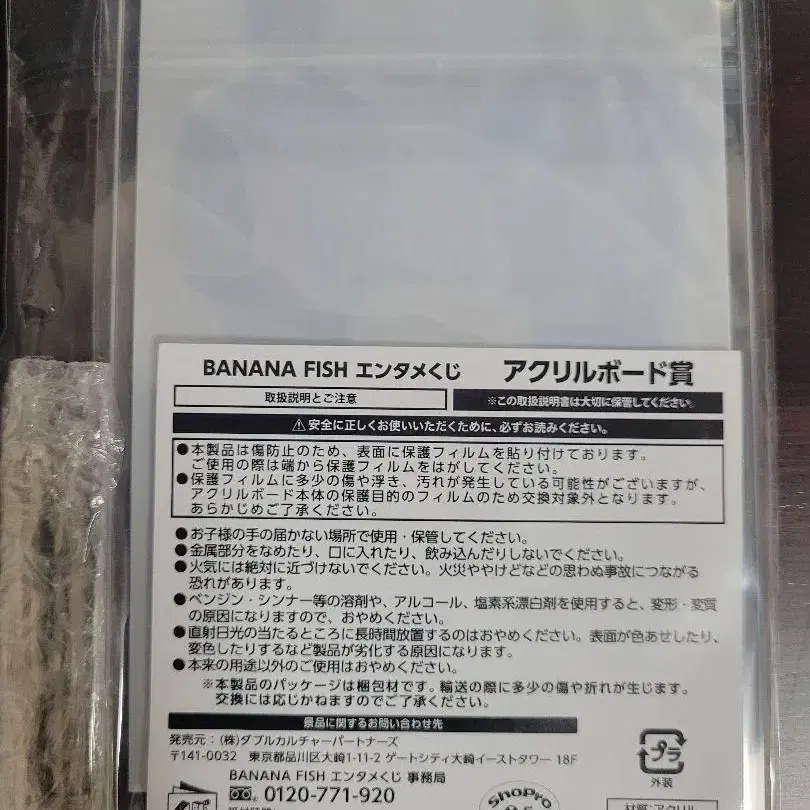 BANANA FISH エンタメくじ アクリルボード賞
取扱説明とご注意
※この取扱説明書は大切に保管してください。
⚠安全に正しくお使いいただくために、必ずお読みください。
●本製品は傷防止のため、表面に保護フィルムを貼り付けております。
ご使用の際は端から保護フィルムをはがしてください。
●保護フィルムに多少の傷や浮き、汚れが発生している可能性がございますが、
アクリルボード本体の保護目的のフィルムのため交換対象外となります。
あらかじめご了承ください。
●お子様の手の届かない場所で使用・保管してください。
●金属部分をなめたり、口に入れたり、飲み込んだりしないでください。
●火気には絶対に近づけないでください。火災ややけどなどの思わぬ事故につながる
恐れがあります。
●ベンジン・シンナー等の溶剤や、アルコール、塩素系漂白剤を使用すると、変形・変質
の原因になりますので、おやめください。
●直射日光の当たるところに長時間放置するのはおやめください。表面が色あせしたり、
変色したりするなど製品が劣化する原因になります。
●本来の用途以外のご使用はおやめください。
※本製品のパッケージは梱包材です。輸送の際に多少の傷や折れが生じます。
交換には応じかねますのでご了承ください。
景品に関するお問い合わせ先
発売元：(株)ダブルカルチャーパートナーズ
〒141-0032 東京都品川区大崎1-11-2 ゲートシティ大崎イーストタワー 18F
BANANA FISH エンタメくじ 事務局
0120-771-920
プラ
外装
ShoPro
材質：アクリル